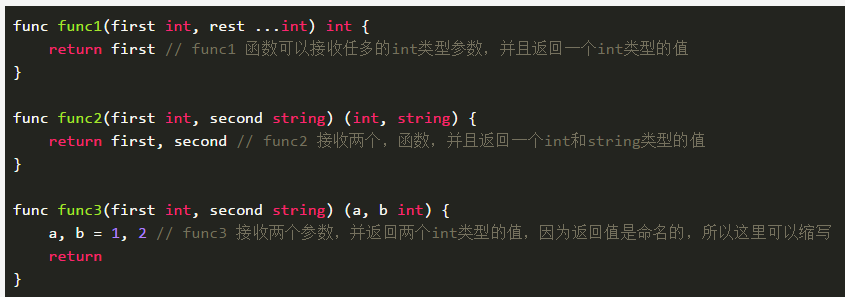 func func1(first int, rest ...int) int {
    return first // func1 函数可以接收任多的int类型参数，并且返回一个int类型的值
}

func func2(first int, second string) (int, string) {
    return first, second // func2 接收两个，函数，并且返回一个int和string类型的值
}

func func3(first int, second string) (a, b int) {
    a, b = 1, 2 // func3 接收两个参数，并返回两个int类型的值，因为返回值是命名的，所以这里可以缩写
    return
}